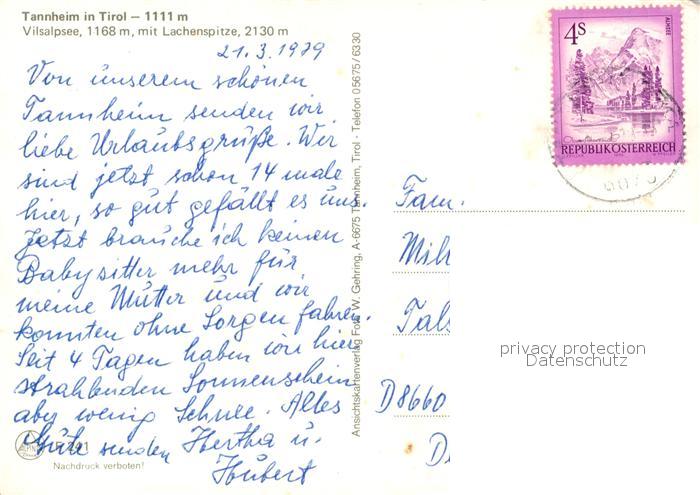 Tannheim in Tirol – 1111 m
Vilsalpsee, 1168 m, mit Lachenspitze, 2130 m
21.3.1979
Von unserem schönen
Tannheim senden wir
liebe Urlaubsgrüße. Wir
sind jetzt schon 14 male
hier, so gut gefällt es uns.
Jetzt brauche ich keinen
Babysitter mehr für
meine Mutter und wir
konnten ohne Sorgen fahren.
Seit 4 Tagen haben wir hier
strahlenden Sonnenschein
aber wenig Schnee. Alles
Gute senden Hertha u.
Hubert
Nachdruck verboten!
Ansichtskartenverlag Foto W. Gehring, A-6675 Tannheim, Tirol - Telefon 05675/6330
4s
ALMSEE
REPUBLIK ÖSTERREICH
Fam.
D8660
privacy protection
Datenschutz